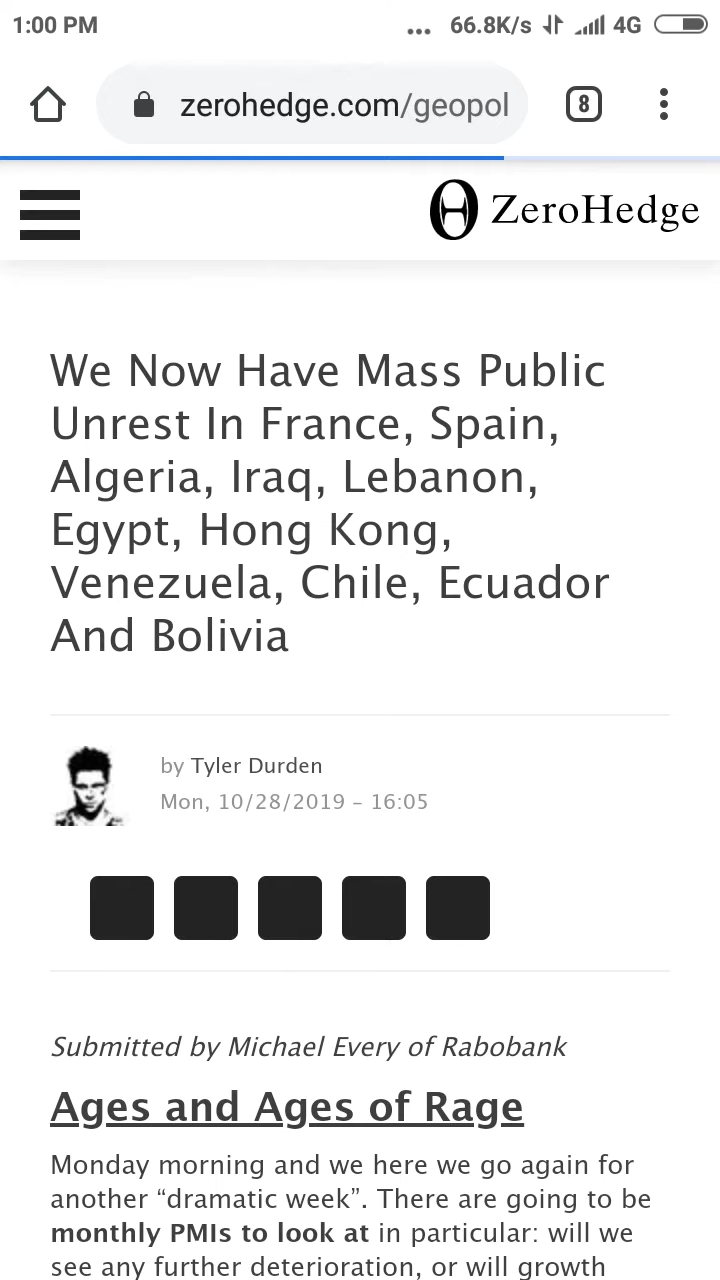 1:00 PM ... 66.8K/s 4G
zerohedge.com/geopol 8
ZeroHedge
We Now Have Mass Public
Unrest In France, Spain,
Algeria, Iraq, Lebanon,
Egypt, Hong Kong,
Venezuela, Chile, Ecuador
And Bolivia
by Tyler Durden
Mon, 10/28/2019 - 16:05
Submitted by Michael Every of Rabobank
Ages and Ages of Rage
Monday morning and we here we go again for
another “dramatic week”. There are going to be
monthly PMIs to look at in particular: will we
see any further deterioration, or will growth